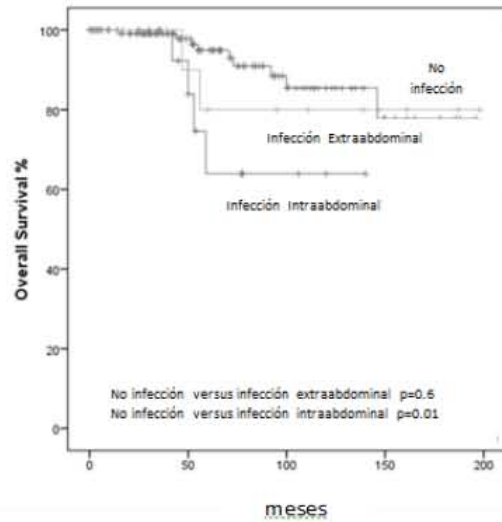 Overall Survival %
100
80
60
40
20
0
No
infección
Infección Extraabdominal
Infección Intraabdominal
No infección versus infección extraabdominal p=0.6
No infección versus infección intraabdominal p=0.01
0 50 100 150 200
meses